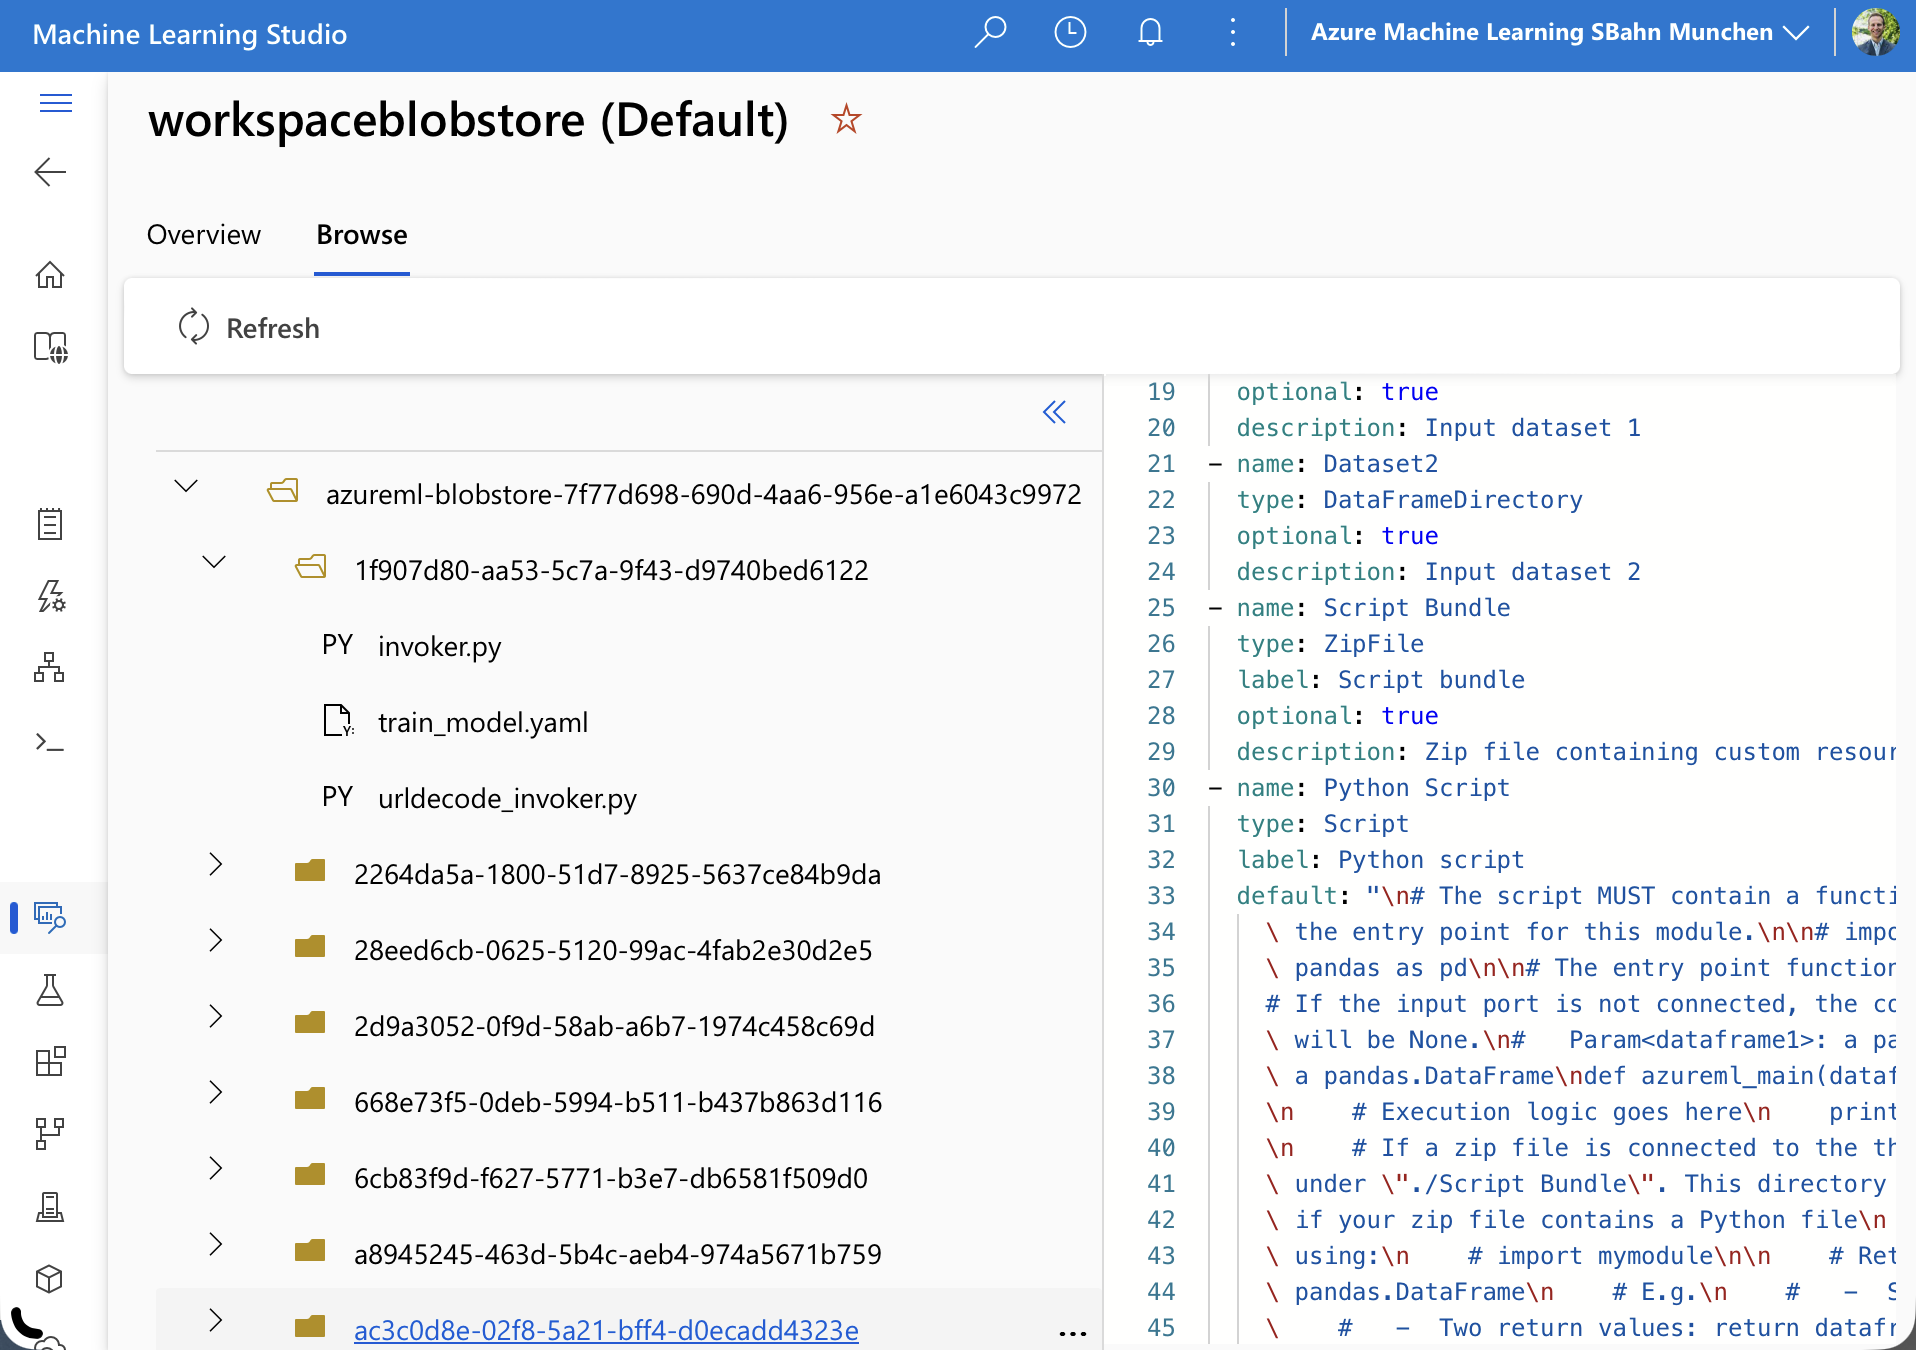 Machine Learning Studio
Azure Machine Learning SBahn Munchen
workspaceblobstore (Default)
Overview
Browse
Refresh
azureml-blobstore-7f77d698-690d-4aa6-956e-a1e6043c9972
1f907d80-aa53-5c7a-9f43-d9740bed6122
PY invoker.py
Y: train_model.yaml
PY urldecode_invoker.py
2264da5a-1800-51d7-8925-5637ce84b9da
28eed6cb-0625-5120-99ac-4fab2e30d2e5
2d9a3052-0f9d-58ab-a6b7-1974c458c69d
668e73f5-0deb-5994-b511-b437b863d116
6cb83f9d-f627-5771-b3e7-db6581f509d0
a8945245-463d-5b4c-aeb4-974a5671b759
ac3c0d8e-02f8-5a21-bff4-d0ecadd4323e ...
19 optional: true
20 description: Input dataset 1
21 - name: Dataset2
22 type: DataFrameDirectory
23 optional: true
24 description: Input dataset 2
25 - name: Script Bundle
26 type: ZipFile
27 label: Script bundle
28 optional: true
29 description: Zip file containing custom resour
30 - name: Python Script
31 type: Script
32 label: Python script
33 default: "\n# The script MUST contain a functi
34 \ the entry point for this module.\n\n# impo
35 \ pandas as pd\n\n# The entry point function
36 # If the input port is not connected, the co
37 \ will be None.\n#   Param<dataframe1>: a pa
38 \ a pandas.DataFrame\ndef azureml_main(dataf
39 \n    # Execution logic goes here\n    print
40 \n    # If a zip file is connected to the th
41 \ under \"./Script Bundle\". This directory
42 \ if your zip file contains a Python file\n
43 \ using:\n    # import mymodule\n\n    # Ret
44 \ pandas.DataFrame\n    # E.g.\n    #   -  S
45 \    #   -  Two return values: return datafr